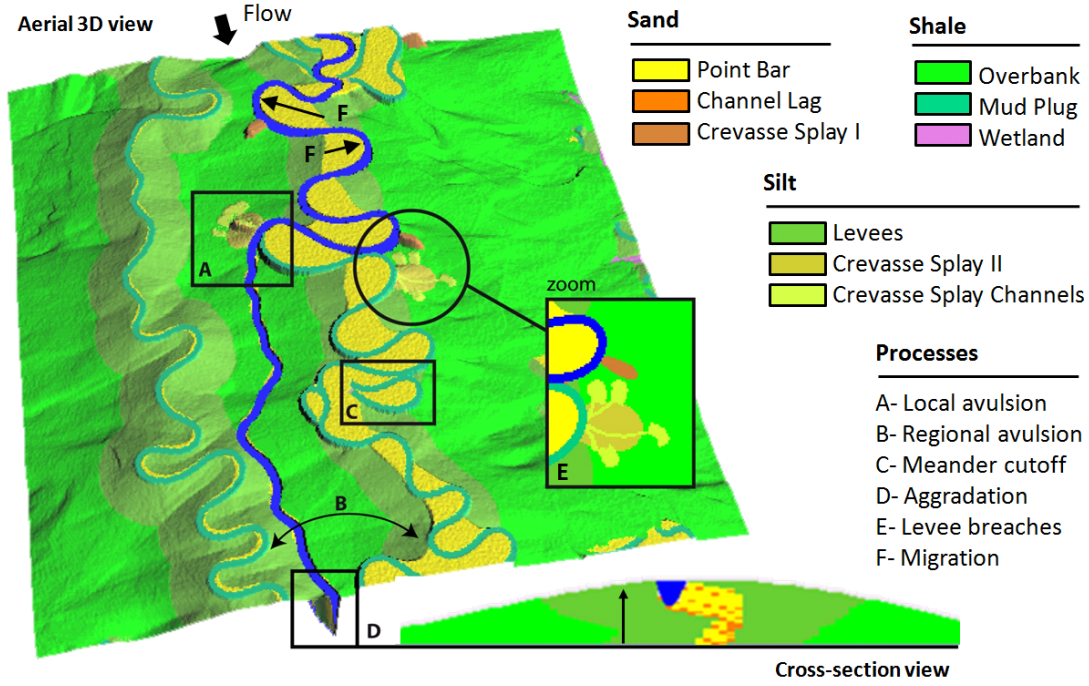 Aerial 3D view
Flow
Sand
Point Bar
Channel Lag
Crevasse Splay I
Shale
Overbank
Mud Plug
Wetland
Silt
Levees
Crevasse Splay II
Crevasse Splay Channels
Processes
A- Local avulsion
B- Regional avulsion
C- Meander cutoff
D- Aggradation
E- Levee breaches
F- Migration
F
F
A
zoom
C
E
B
D
Cross-section view